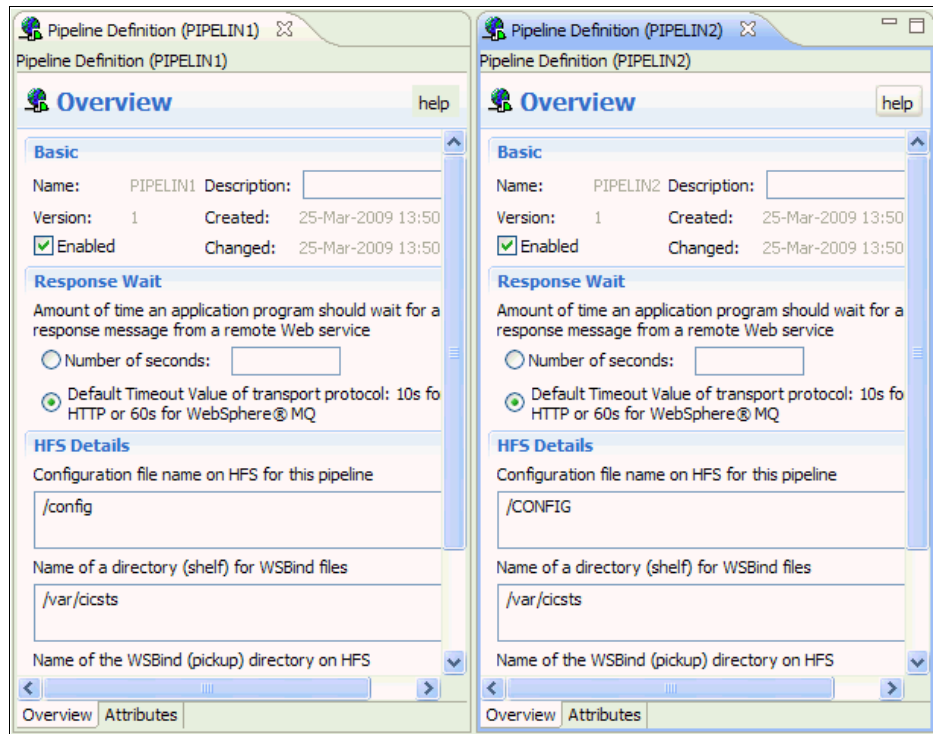 Pipeline Definition (PIPELIN1)
Pipeline Definition (PIPELIN1)
Overview
help
Basic
Name: PIPELIN1 Description:
Version: 1 Created: 25-Mar-2009 13:50
Enabled Changed: 25-Mar-2009 13:50
Response Wait
Amount of time an application program should wait for a
response message from a remote Web service
Number of seconds:
Default Timeout Value of transport protocol: 10s fo
HTTP or 60s for WebSphere® MQ
HFS Details
Configuration file name on HFS for this pipeline
/config
Name of a directory (shelf) for WSBind files
/var/cicsts
Name of the WSBind (pickup) directory on HFS
Overview Attributes
Pipeline Definition (PIPELIN2)
Pipeline Definition (PIPELIN2)
Overview
help
Basic
Name: PIPELIN2 Description:
Version: 1 Created: 25-Mar-2009 13:50
Enabled Changed: 25-Mar-2009 13:50
Response Wait
Amount of time an application program should wait for a
response message from a remote Web service
Number of seconds:
Default Timeout Value of transport protocol: 10s fo
HTTP or 60s for WebSphere® MQ
HFS Details
Configuration file name on HFS for this pipeline
/CONFIG
Name of a directory (shelf) for WSBind files
/var/cicsts
Name of the WSBind (pickup) directory on HFS
Overview Attributes